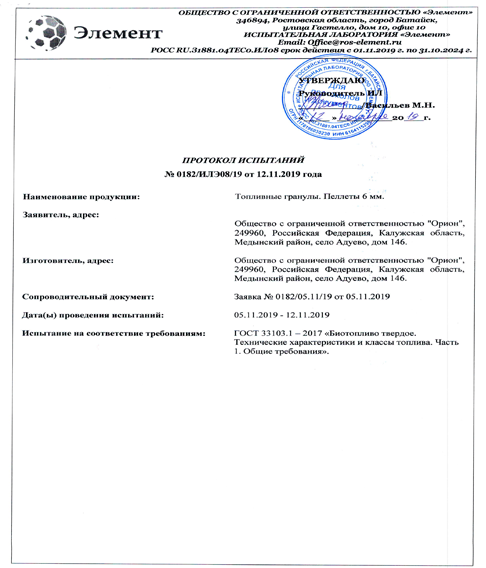 Элемент
ОБЩЕСТВО С ОГРАНИЧЕННОЙ ОТВЕТСТВЕННОСТЬЮ «Элемент»
346894, Ростовская область, город Батайск,
улица Гастелло, дом 10, офис 10
ИСПЫТАТЕЛЬНАЯ ЛАБОРАТОРИЯ «Элемент»
Email: Office@ros-element.ru
РОСС RU.31881.04ТЕСо.ИЛ08 срок действия с 01.11.2019 г. по 31.10.2024 г.
УТВЕРЖДАЮ
Руководитель ИЛ
Васильев М.Н.
«12» 2019 г.
Для
ПРОТОКОЛ ИСПЫТАНИЙ
№ 0182/ИЛЭ08/19 от 12.11.2019 года
Наименование продукции: Топливные гранулы. Пеллеты 6 мм.
Заявитель, адрес:
Общество с ограниченной ответственностью "Орион",
249960, Российская Федерация, Калужская область,
Медынский район, село Адуево, дом 146.
Изготовитель, адрес: Общество с ограниченной ответственностью "Орион",
249960, Российская Федерация, Калужская область,
Медынский район, село Адуево, дом 146.
Сопроводительный документ: Заявка № 0182/05.11/19 от 05.11.2019
Дата(ы) проведения испытаний: 05.11.2019 - 12.11.2019
Испытание на соответствие требованиям: ГОСТ 33103.1 – 2017 «Биотопливо твердое.
Технические характеристики и классы топлива. Часть
1. Общие требования».